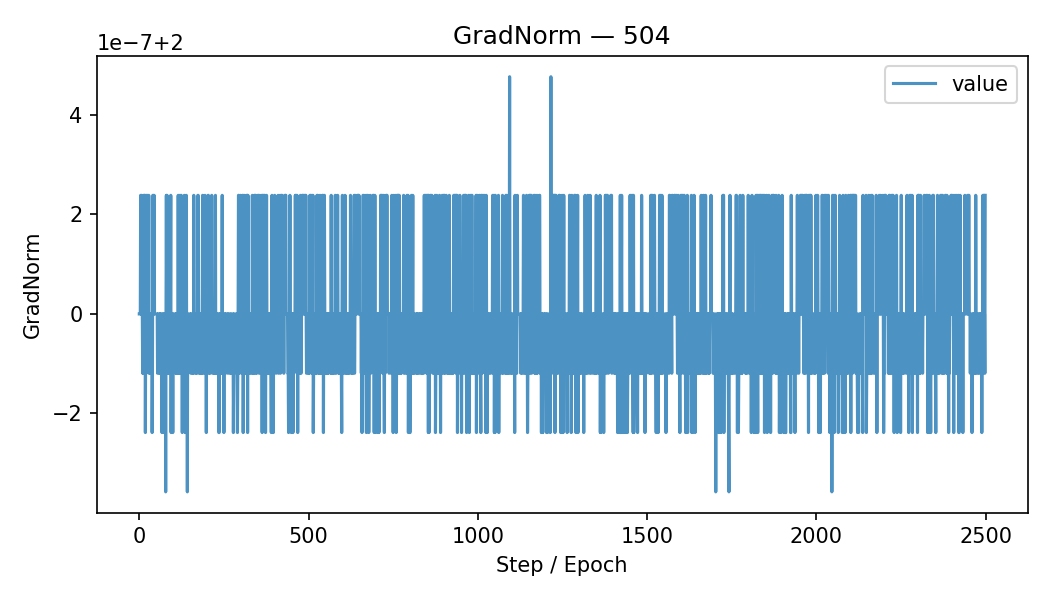 GradNorm — 504
1e−7+2
value
4
2
0
−2
GradNorm
0 500 1000 1500 2000 2500
Step / Epoch